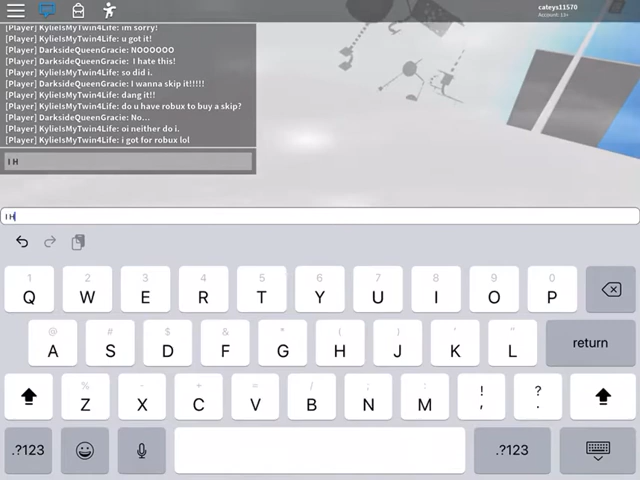 cateys11570
Account: 13+
[Player] KylieIsMyTwin4Life: im sorry!
[Player] KylieIsMyTwin4Life: u got it!
[Player] DarksideQueenGracie: NOOOOOO
[Player] DarksideQueenGracie: I hate this!
[Player] KylieIsMyTwin4Life: so did i.
[Player] DarksideQueenGracie: I wanna skip it!!!!!
[Player] KylieIsMyTwin4Life: dang it!!
[Player] KylieIsMyTwin4Life: do u have robux to buy a skip?
[Player] DarksideQueenGracie: No...
[Player] KylieIsMyTwin4Life: oi neither do i.
[Player] KylieIsMyTwin4Life: i got for robux lol
I H
I H
1 2 3 4 5 6 7 8 9 0
Q W E R T Y U I O P
@ # $ & * ( ) ' "
A S D F G H J K L return
% - + = / ; : ! ?
Z X C V B N M , .
.?123 .?123